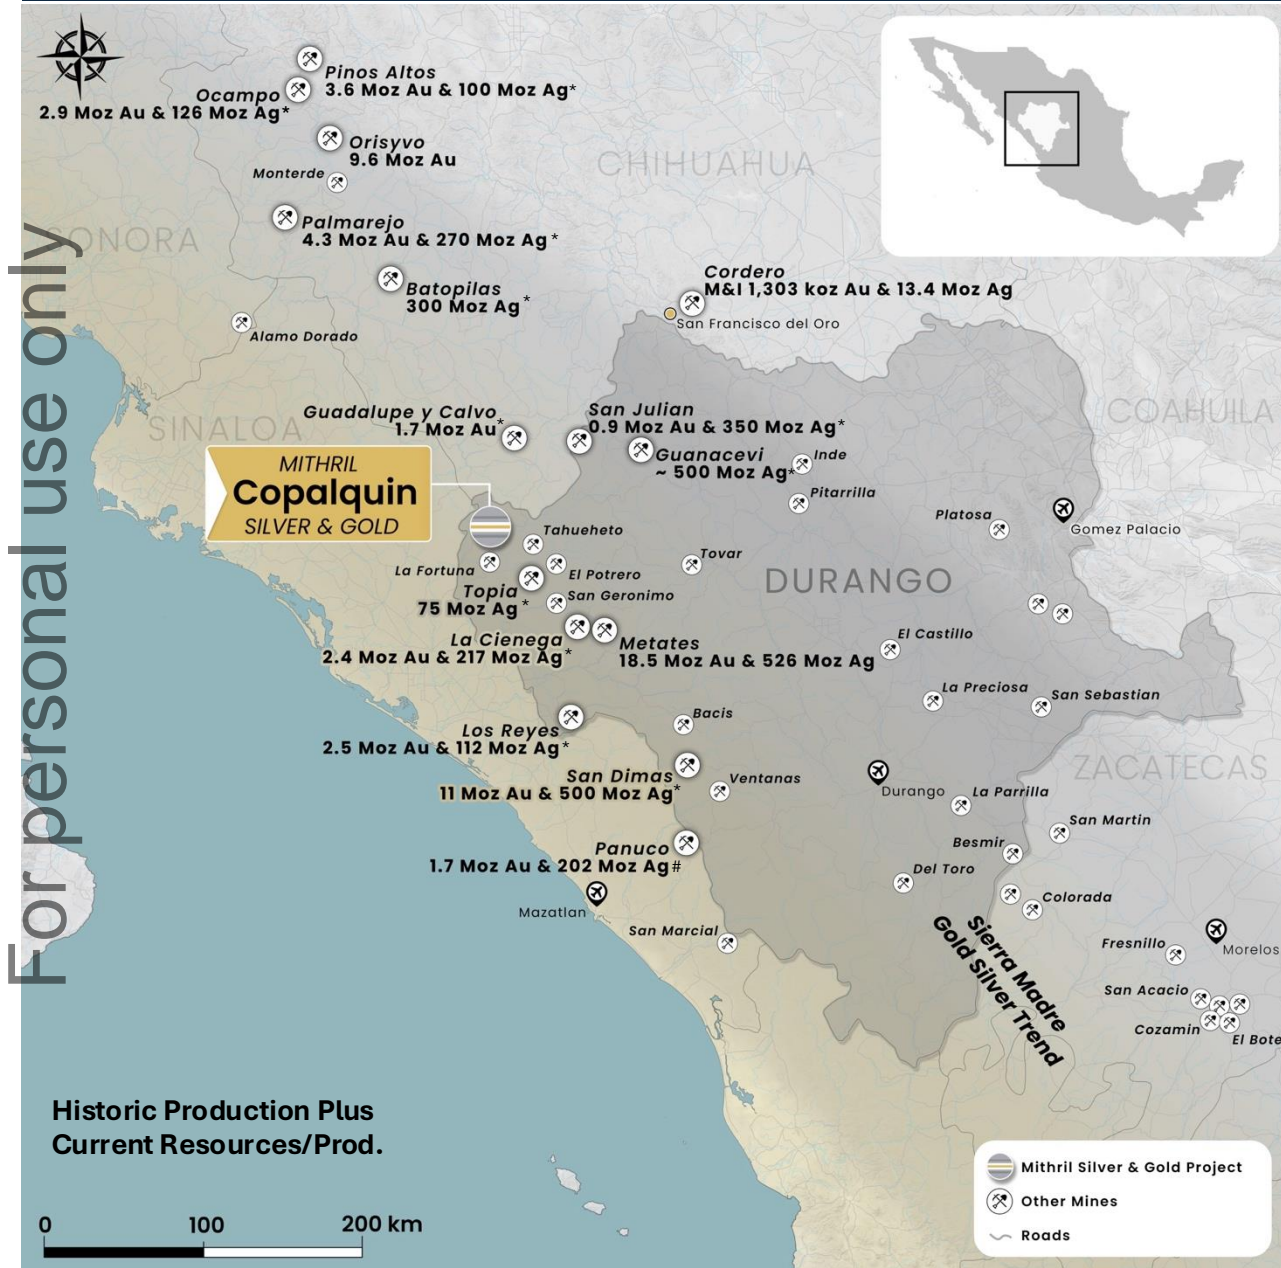 For personal use only
Pinos Altos
3.6 Moz Au & 100 Moz Ag*
Ocampo
2.9 Moz Au & 126 Moz Ag*
Orisyvo
9.6 Moz Au
Monterde
CHIHUAHUA
Palmarejo
4.3 Moz Au & 270 Moz Ag*
SONORA
Batopilas
300 Moz Ag*
Cordero
M&I 1,303 koz Au & 13.4 Moz Ag
San Francisco del Oro
Alamo Dorado
Guadalupe y Calvo
1.7 Moz Au*
San Julian
0.9 Moz Au & 350 Moz Ag*
COAHUILA
SINALOA
Guanacevi
~ 500 Moz Ag*
Inde
Pitarrilla
MITHRIL
Copalquin
SILVER & GOLD
Platosa
Gomez Palacio
Tahueheto
Tovar
La Fortuna
El Potrero
DURANGO
Topia
75 Moz Ag*
San Geronimo
La Cienega
2.4 Moz Au & 217 Moz Ag*
Metates
18.5 Moz Au & 526 Moz Ag
El Castillo
La Preciosa
San Sebastian
Bacis
Los Reyes
2.5 Moz Au & 112 Moz Ag*
ZACATECAS
San Dimas
11 Moz Au & 500 Moz Ag*
Ventanas
Durango
La Parrilla
San Martin
Besmir
Panuco
1.7 Moz Au & 202 Moz Ag#
Del Toro
Colorada
Mazatlan
San Marcial
Sierra Madre
Gold Silver Trend
Fresnillo
Morelos
San Acacio
Cozamin
El Bote
Historic Production Plus
Current Resources/Prod.
0 100 200 km
Mithril Silver & Gold Project
Other Mines
Roads